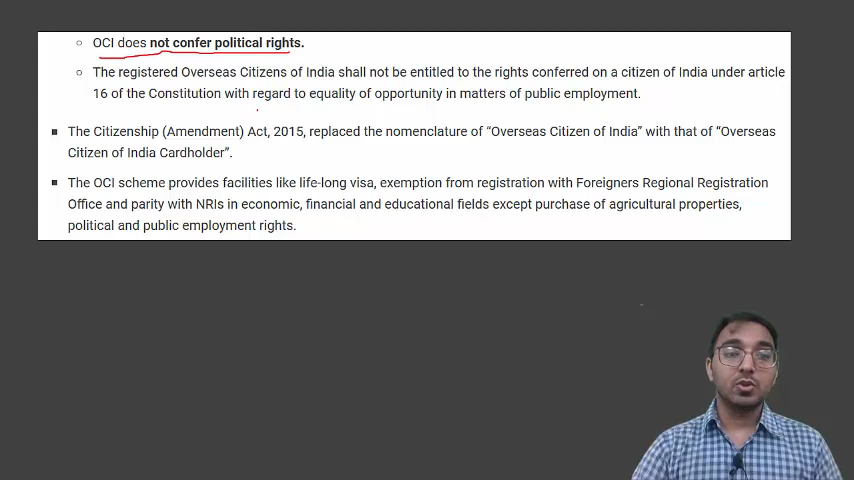 OCI does not confer political rights.
The registered Overseas Citizens of India shall not be entitled to the rights conferred on a citizen of India under article
16 of the Constitution with regard to equality of opportunity in matters of public employment.
The Citizenship (Amendment) Act, 2015, replaced the nomenclature of “Overseas Citizen of India” with that of “Overseas
Citizen of India Cardholder”.
The OCI scheme provides facilities like life-long visa, exemption from registration with Foreigners Regional Registration
Office and parity with NRIs in economic, financial and educational fields except purchase of agricultural properties,
political and public employment rights.